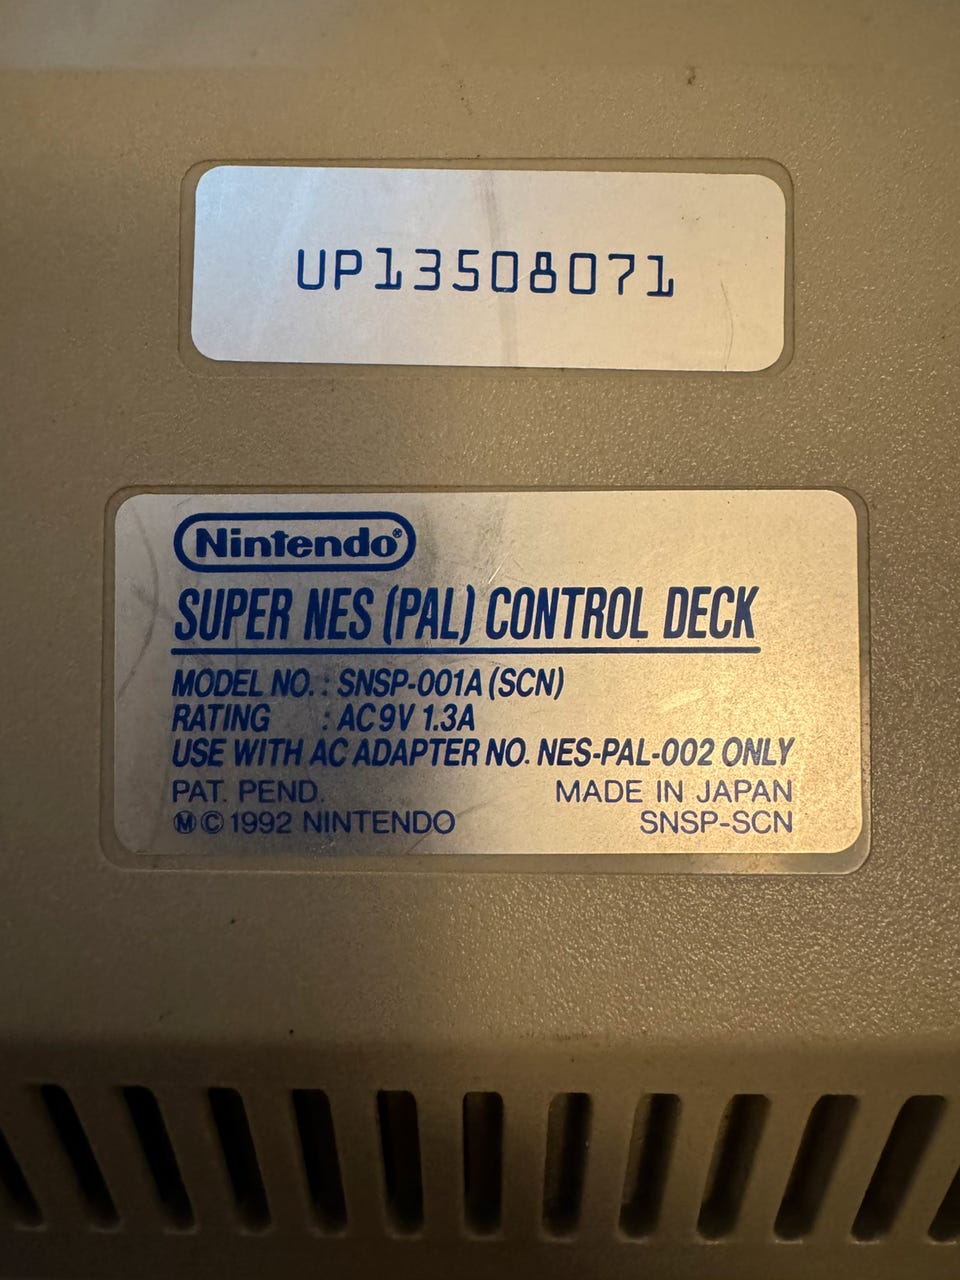 UP13508071
Nintendo®
SUPER NES (PAL) CONTROL DECK
MODEL NO. : SNSP-001A (SCN)
RATING : AC 9V 1.3A
USE WITH AC ADAPTER NO. NES-PAL-002 ONLY
PAT. PEND. MADE IN JAPAN
Ⓜ©1992 NINTENDO SNSP-SCN